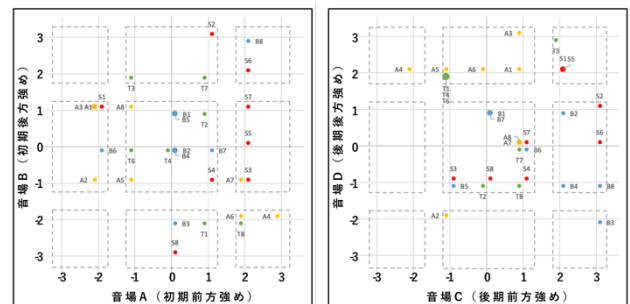 音場B（初期後方強め）
3
2
1
0
-1
-2
-3
S2
B8
S6
T3
T7
A3 A1
S1
A8
S7
B1
B5
T2
S5
B6
T6
T4
B2
B4
B7
A2
A5
S4
A7
S3
A6
A4
B3
T1
T8
S8
-3 -2 -1 0 1 2 3
音場A（初期前方強め）
音場D（後期後方強め）
3
2
1
0
-1
-2
-3
A3
T3
A4
A5
A6
A1
S1
S5
T1
T4
T6
S2
B1
B7
B2
A8
A7
S7
S6
T7
B6
S3
S8
S4
B5
T2
T8
B4
B8
A2
B3
-3 -2 -1 0 1 2 3
音場C（後期前方強め）